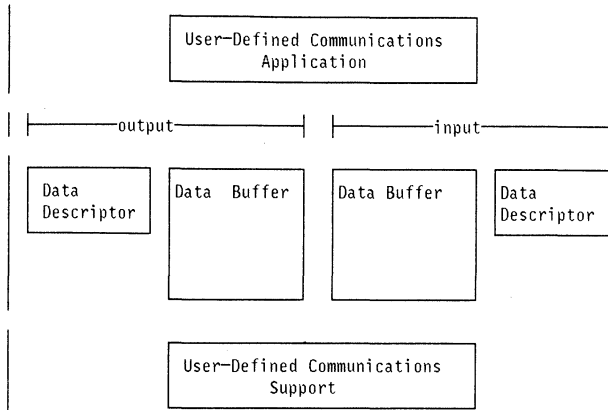 User-Defined Communications
Application
output
input
Data
Descriptor
Data Buffer
Data Buffer
Data
Descriptor
User-Defined Communications
Support